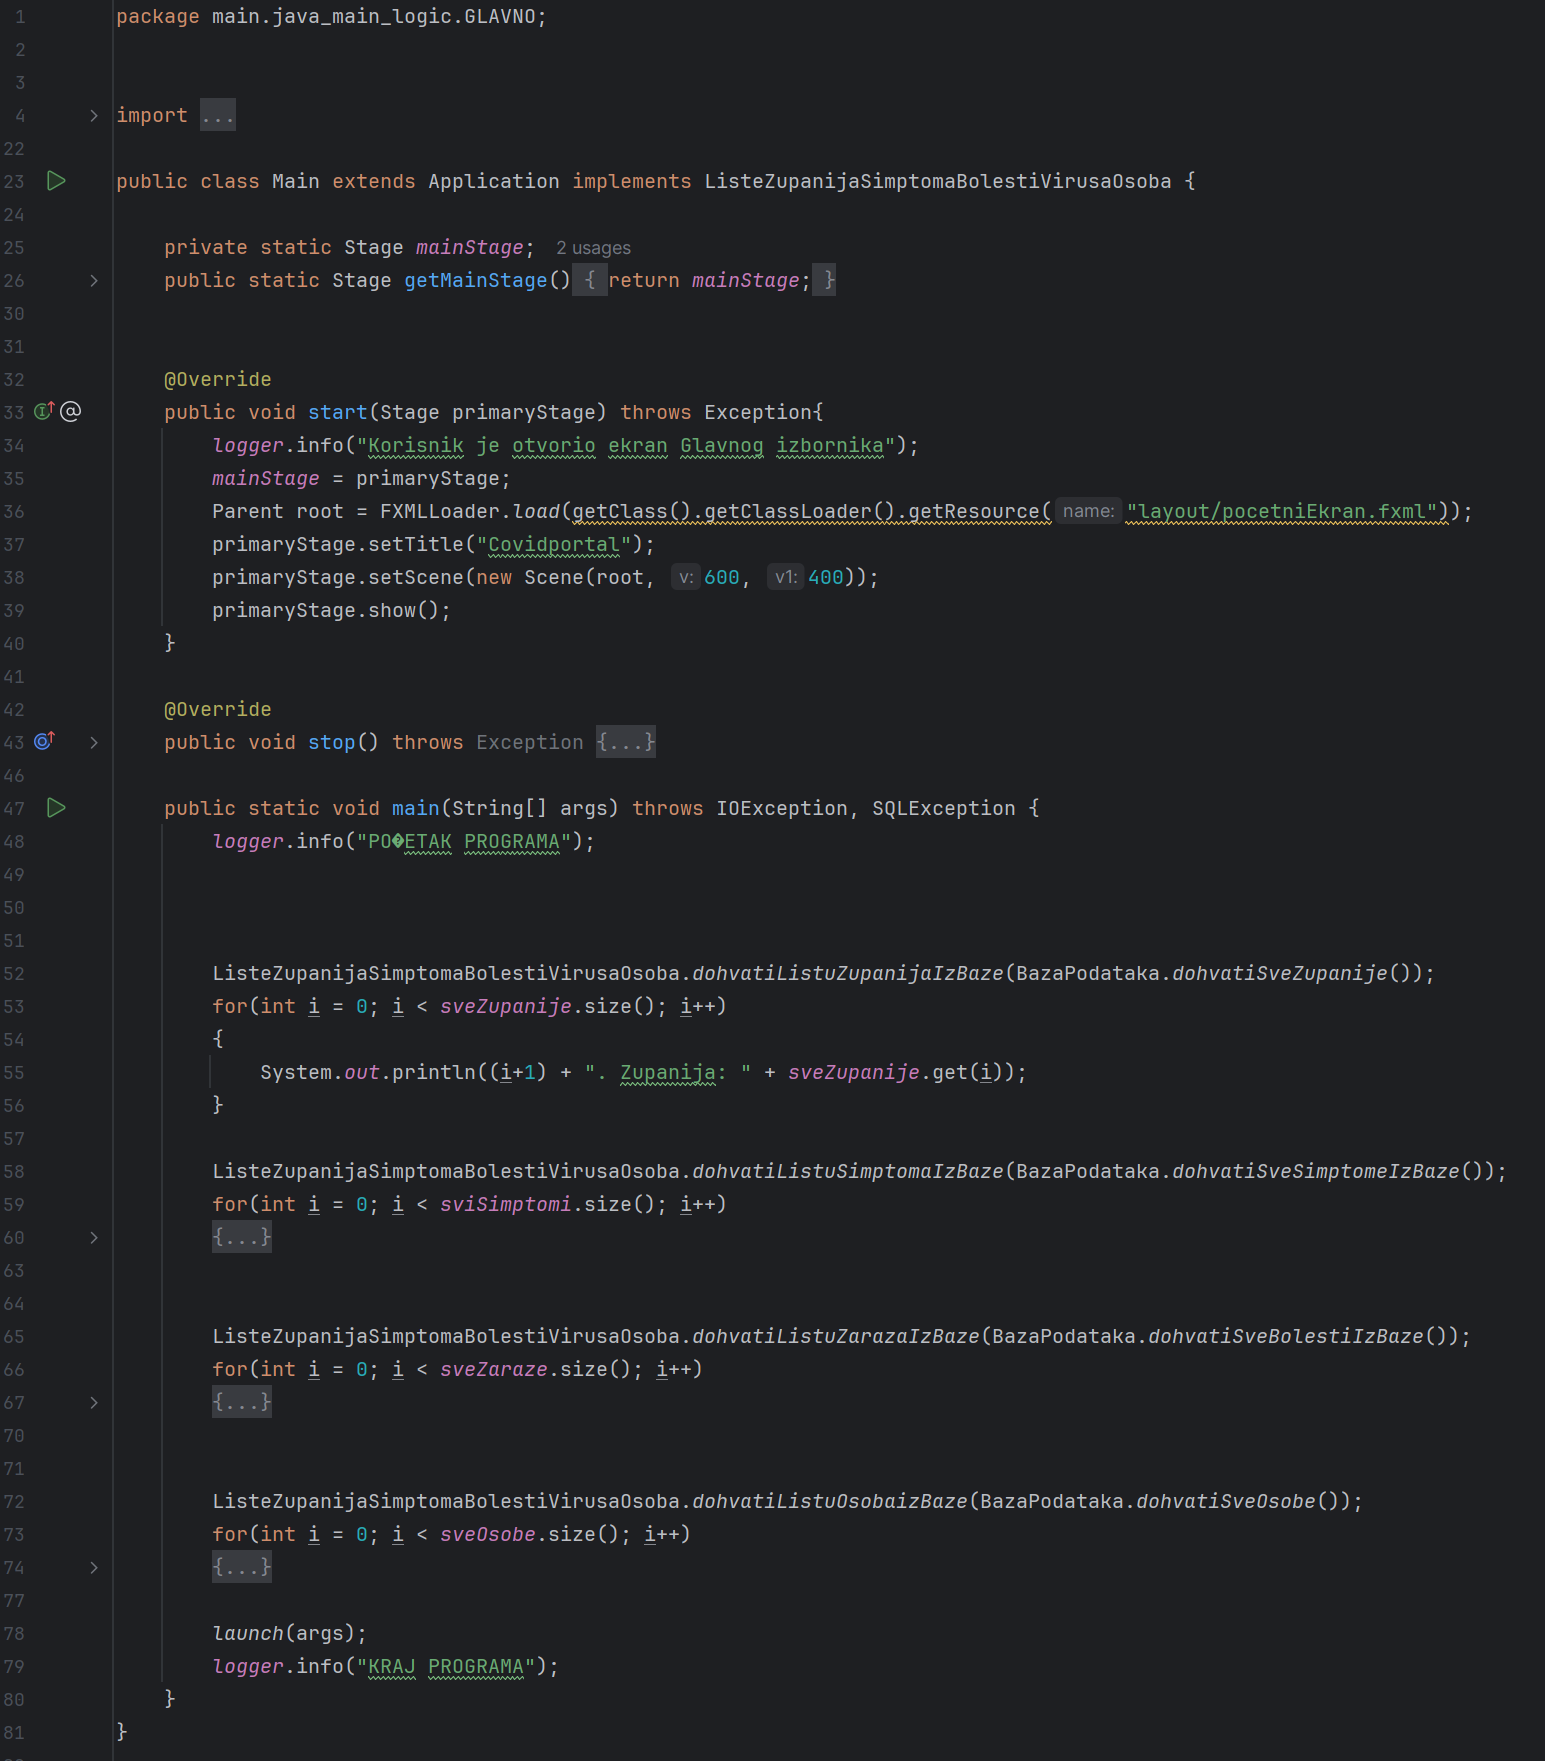 1 package main.java_main_logic.GLAVNO;
2
3
4 import ...
22
23 public class Main extends Application implements ListeZupanijaSimptomaBolestiVirusaOsoba {
24
25 private static Stage mainStage; 2 usages
26 public static Stage getMainStage() { return mainStage; }
30
31
32 @Override
33 public void start(Stage primaryStage) throws Exception{
34 logger.info("Korisnik je otvorio ekran Glavnog izbornika");
35 mainStage = primaryStage;
36 Parent root = FXMLLoader.load(getClass().getClassLoader().getResource( name: "layout/pocetniEkran.fxml"));
37 primaryStage.setTitle("Covidportal");
38 primaryStage.setScene(new Scene(root, v: 600, v1: 400));
39 primaryStage.show();
40 }
41
42 @Override
43 public void stop() throws Exception {...}
46
47 public static void main(String[] args) throws IOException, SQLException {
48 logger.info("PO�ETAK PROGRAMA");
49
50
51
52 ListeZupanijaSimptomaBolestiVirusaOsoba.dohvatiListuZupanijaIzBaze(BazaPodataka.dohvatiSveZupanije());
53 for(int i = 0; i < sveZupanije.size(); i++)
54 {
55 System.out.println((i+1) + ". Zupanija: " + sveZupanije.get(i));
56 }
57
58 ListeZupanijaSimptomaBolestiVirusaOsoba.dohvatiListuSimptomaIzBaze(BazaPodataka.dohvatiSveSimptomeIzBaze());
59 for(int i = 0; i < sviSimptomi.size(); i++)
60 {...}
63
64
65 ListeZupanijaSimptomaBolestiVirusaOsoba.dohvatiListuZarazaIzBaze(BazaPodataka.dohvatiSveBolestiIzBaze());
66 for(int i = 0; i < sveZaraze.size(); i++)
67 {...}
70
71
72 ListeZupanijaSimptomaBolestiVirusaOsoba.dohvatiListuOsobaizBaze(BazaPodataka.dohvatiSveOsobe());
73 for(int i = 0; i < sveOsobe.size(); i++)
74 {...}
77
78 launch(args);
79 logger.info("KRAJ PROGRAMA");
80 }
81 }